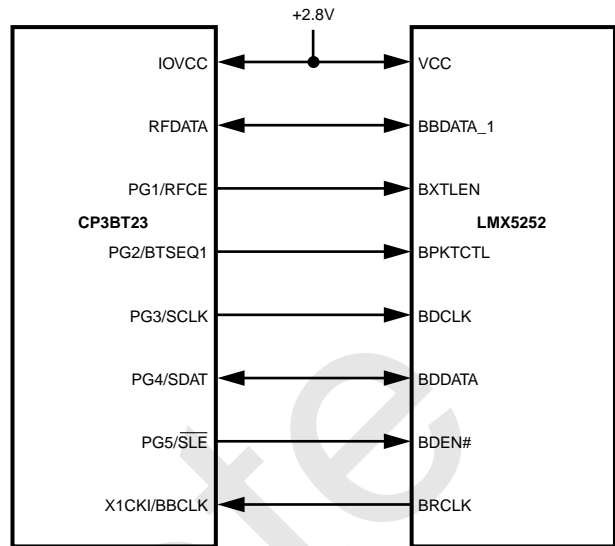 +2.8V
IOVCC VCC
RFDATA BBDATA_1
PG1/RFCE BXTLEN
CP3BT23 LMX5252
PG2/BTSEQ1 BPKTCTL
PG3/SCLK BDCLK
PG4/SDAT BDDATA
PG5/SLE BDEN#
X1CKI/BBCLK BRCLK
ete